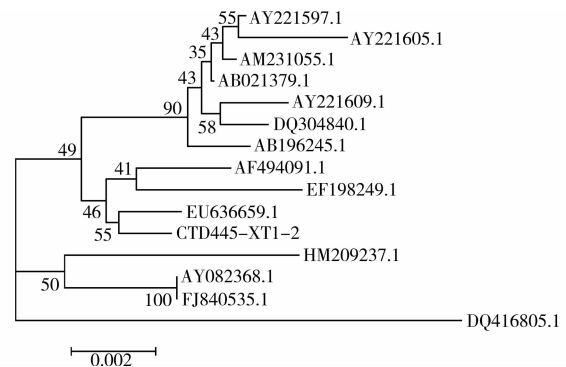 55 AY221597.1
43 AY221605.1
35 AM231055.1
43 AB021379.1
90 AY221609.1
58 DQ304840.1
AB196245.1
49
41 AF494091.1
EF198249.1
46 EU636659.1
55 CTD445-XT1-2
HM209237.1
50 AY082368.1
100 FJ840535.1
DQ416805.1
0.002